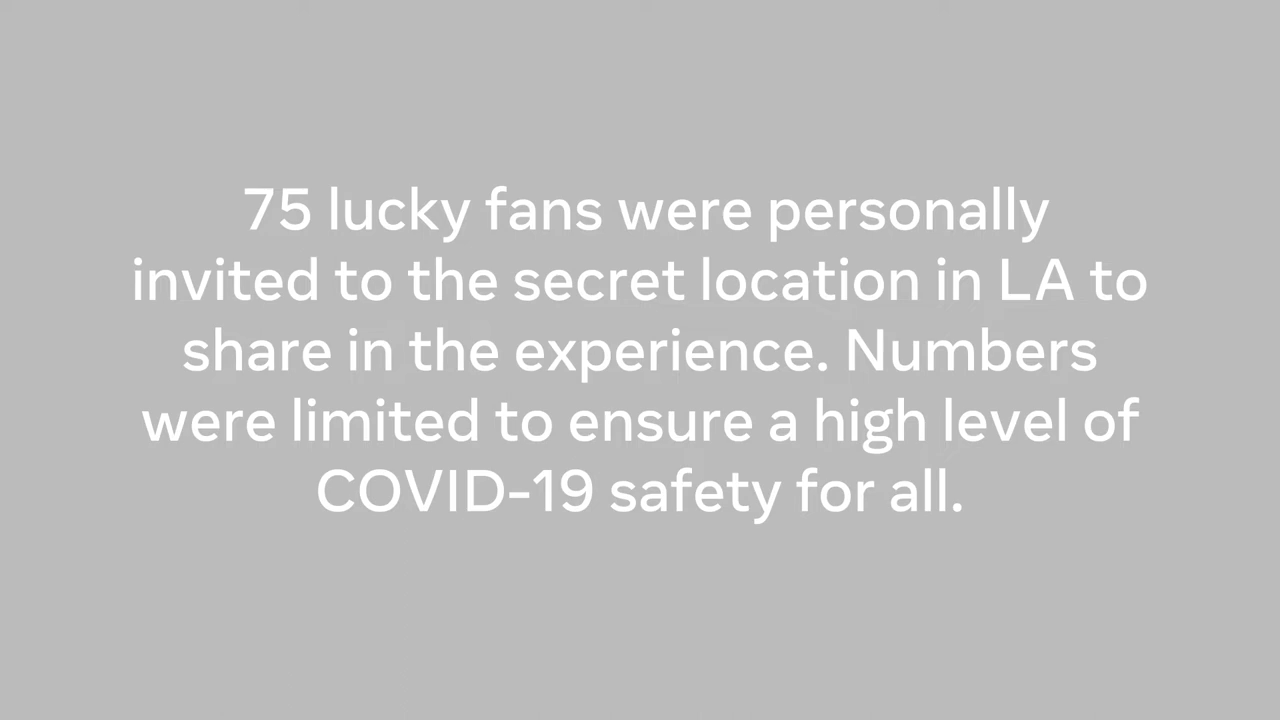 75 lucky fans were personally
invited to the secret location in LA to
share in the experience. Numbers
were limited to ensure a high level of
COVID-19 safety for all.